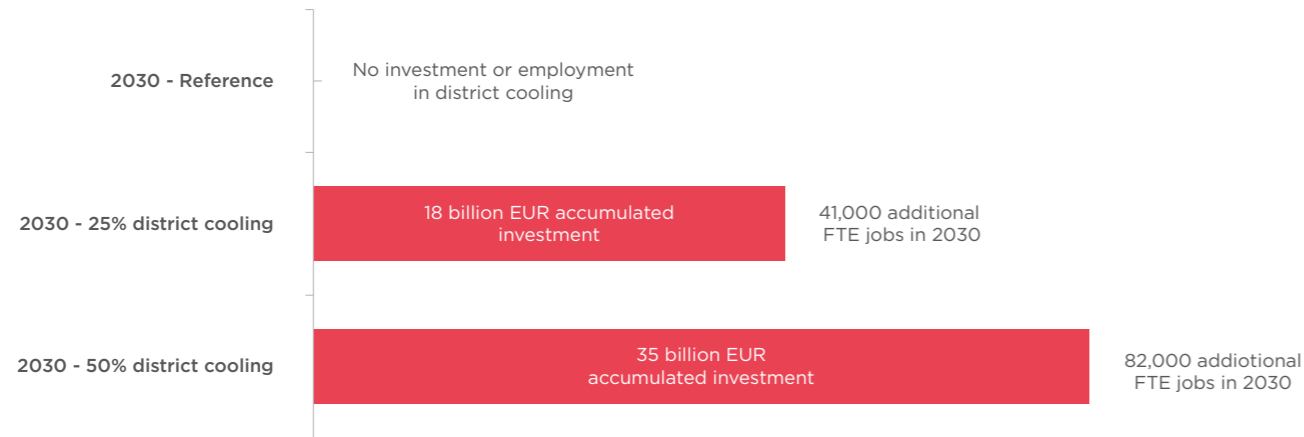 2030 - Reference
No investment or employment
in district cooling
2030 - 25% district cooling
18 billion EUR accumulated
investment
41,000 additional
FTE jobs in 2030
2030 - 50% district cooling
35 billion EUR
accumulated investment
82,000 addiotional
FTE jobs in 2030